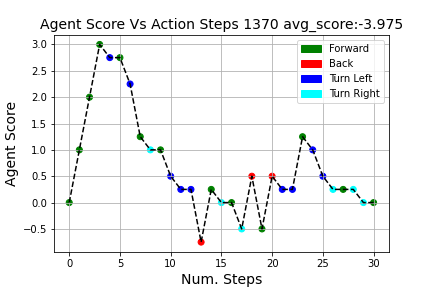 Agent Score Vs Action Steps 1370 avg_score:-3.975
3.0
2.5
2.0
1.5
1.0
0.5
0.0
−0.5
Agent Score
Forward
Back
Turn Left
Turn Right
0 5 10 15 20 25 30
Num. Steps